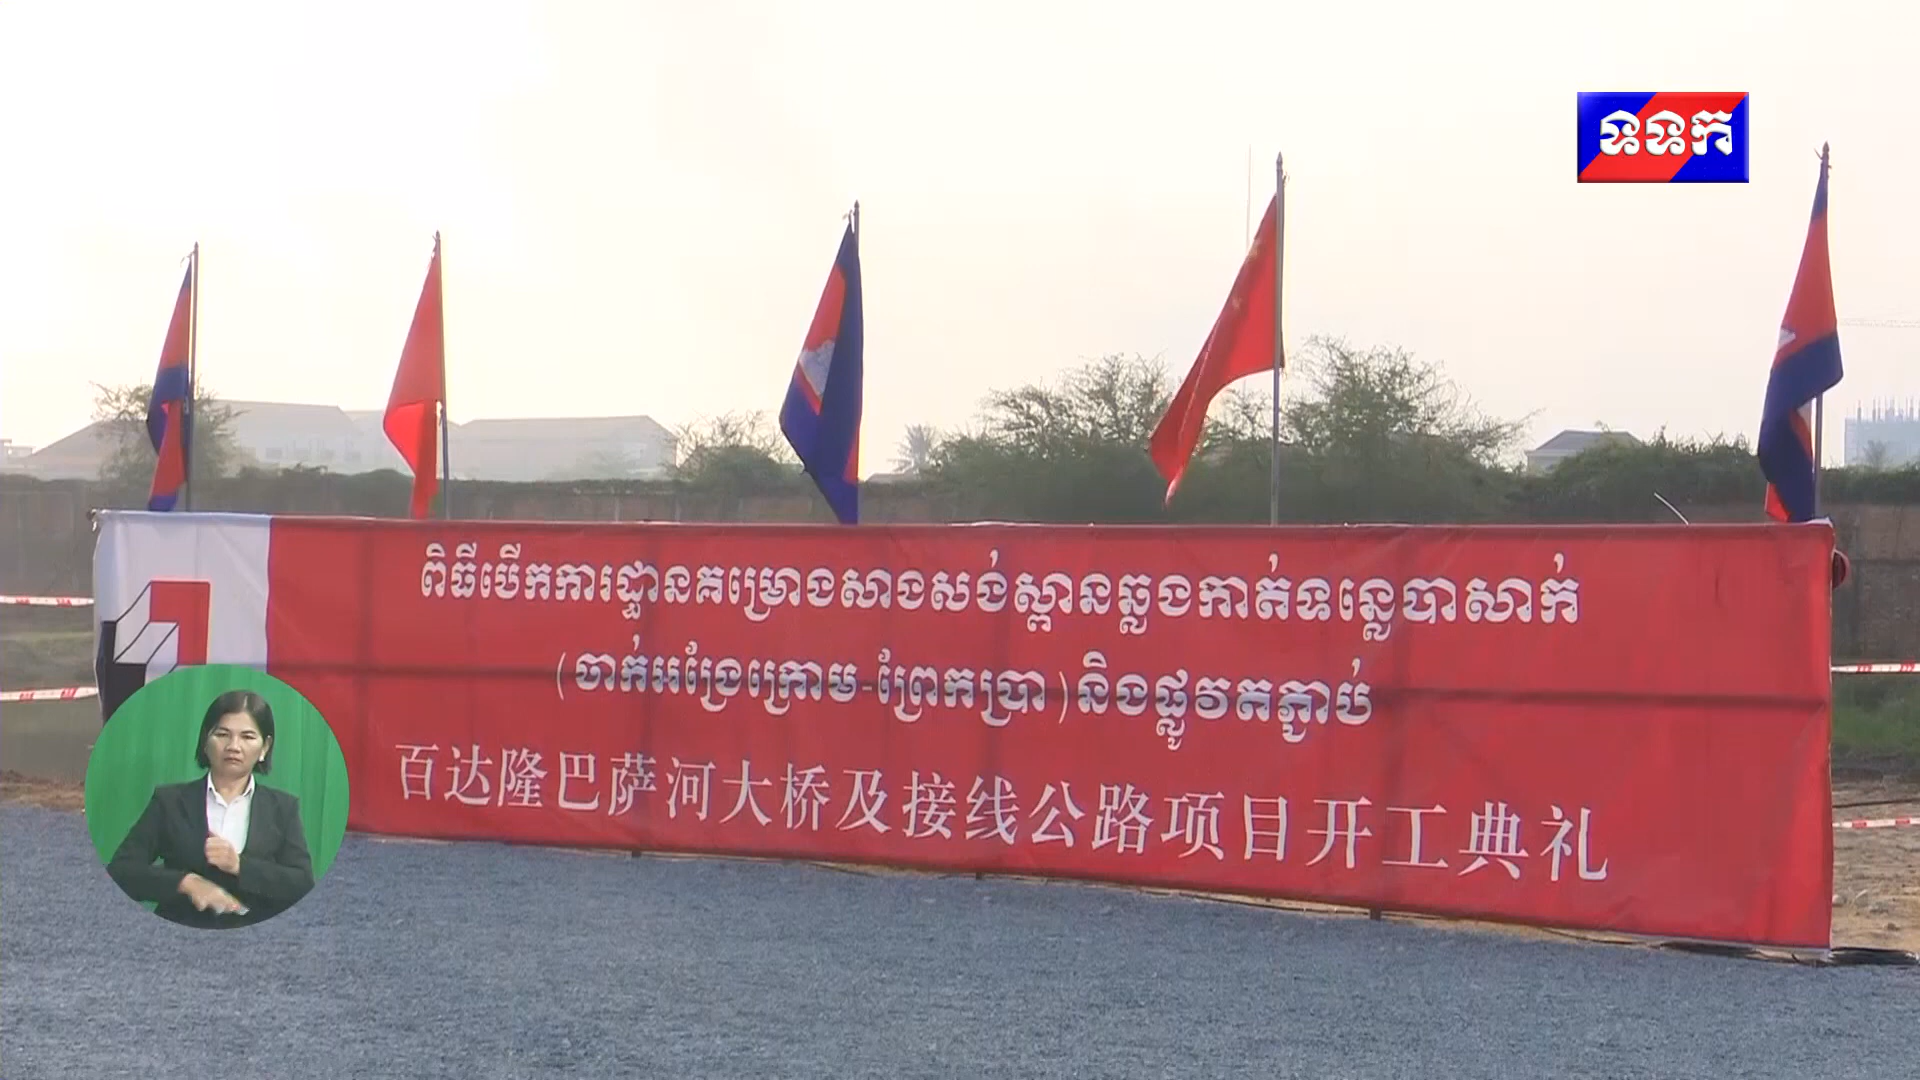 ទទក
ពិធីបើកការដ្ឋានគម្រោងសាងសង់ស្ពានឆ្លងកាត់ទន្លេបាសាក់
(ចាក់អង្រែក្រោម-ព្រែកប្រា)និងផ្លូវតភ្ជាប់
百达隆巴萨河大桥及接线公路项目开工典礼